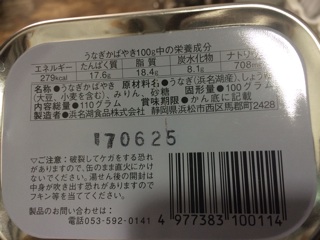 うなぎかばやき100g中の栄養成分
エネルギー たんぱく質 脂質 炭水化物 ナトリウム
279kcal 17.6g 18.4g 8.1g 708m
●うなぎかばやき 原材料名●うなぎ(浜名湖産)、しょうゆ
(大豆、小麦を含む)、みりん、砂糖 固形量●100グラム
内容総量●110グラム 賞味期限●かん底に記載
製造者●浜名湖食品株式会社 静岡県浜松市西区馬郡町2428
170625
⚠注意:破裂してケガをする恐れ
がありますので、缶のまま直火にかけ
ないでください。湯せん後の開封は
中身が吹き出す恐れがありますので
フキン等を当てて下さい。
製品のお問い合わせは
電話053-592-0141
4 977383 100114